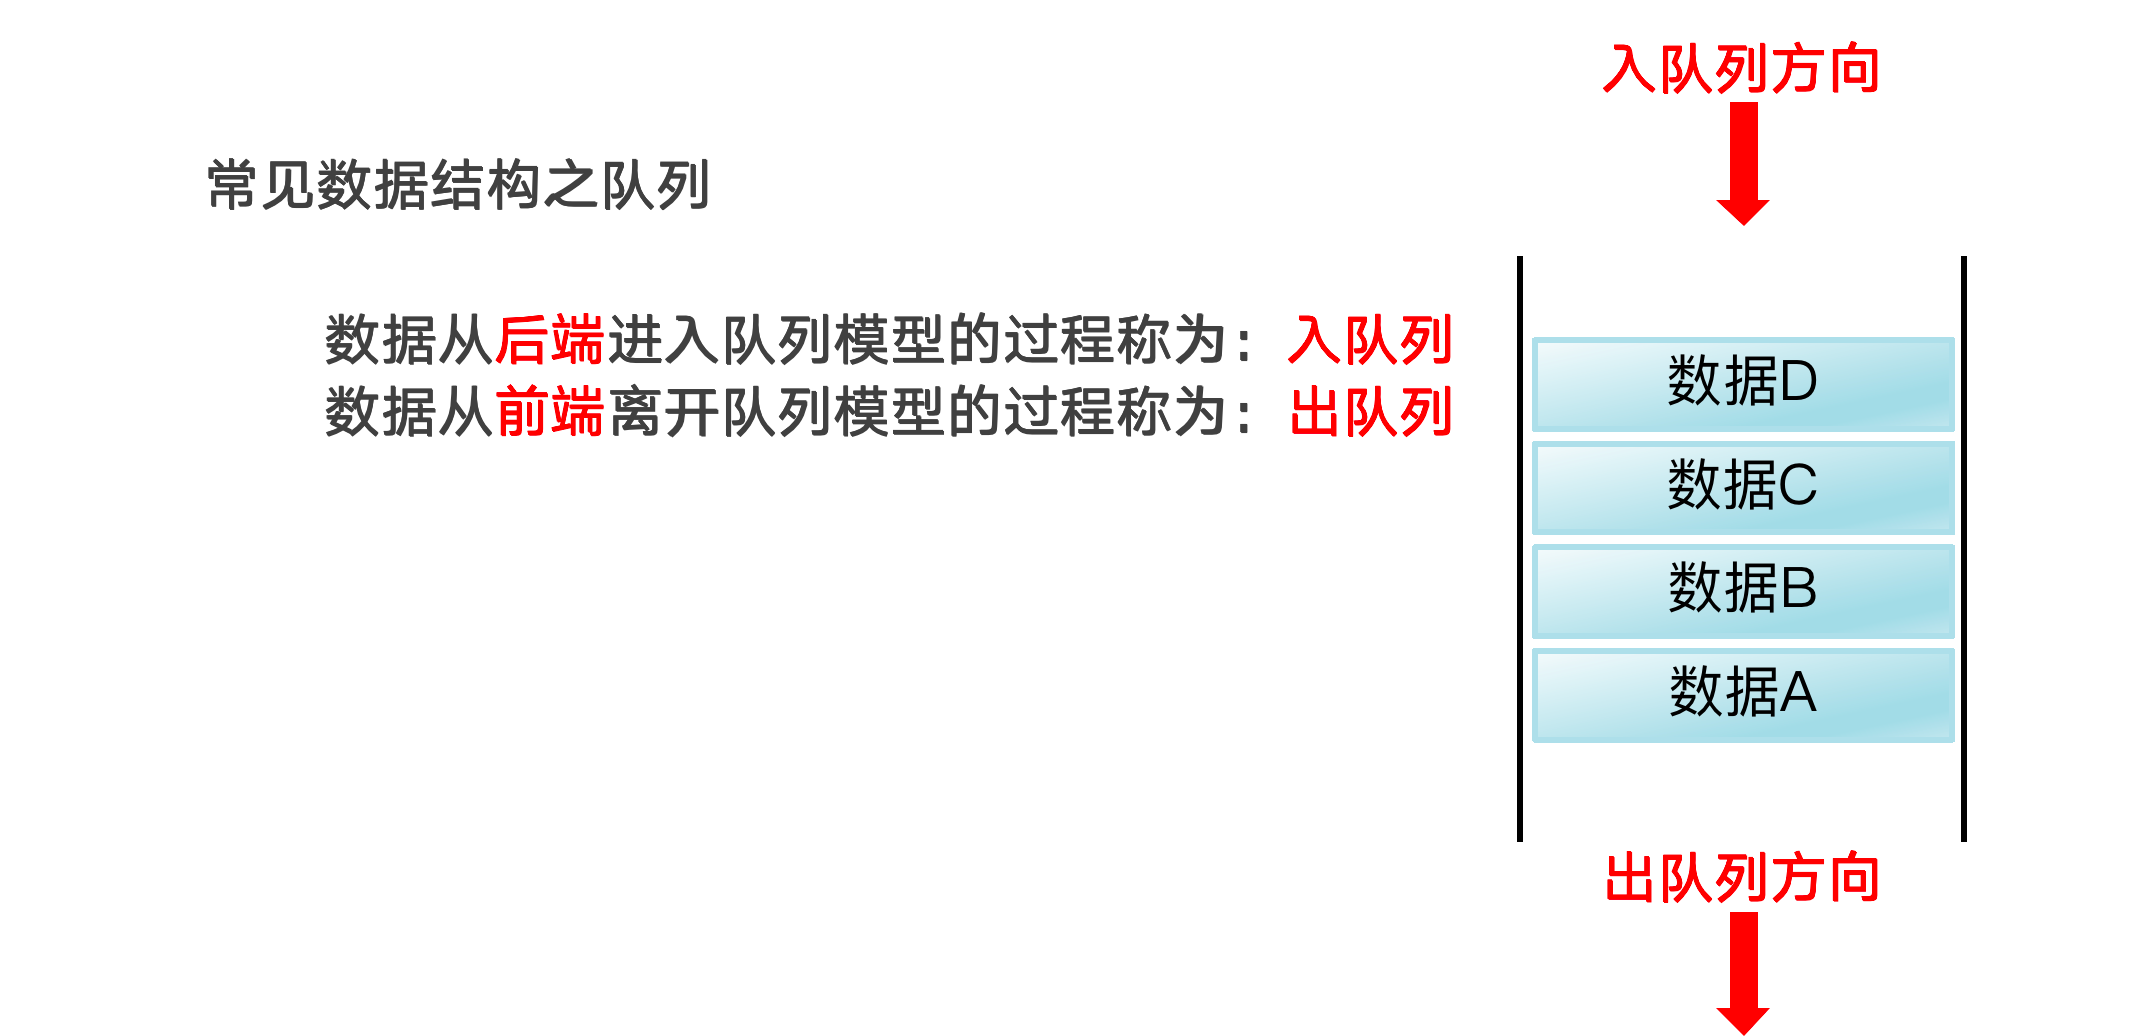 常见数据结构之队列
数据从后端进入队列模型的过程称为：入队列
数据从前端离开队列模型的过程称为：出队列
入队列方向
数据D
数据C
数据B
数据A
出队列方向